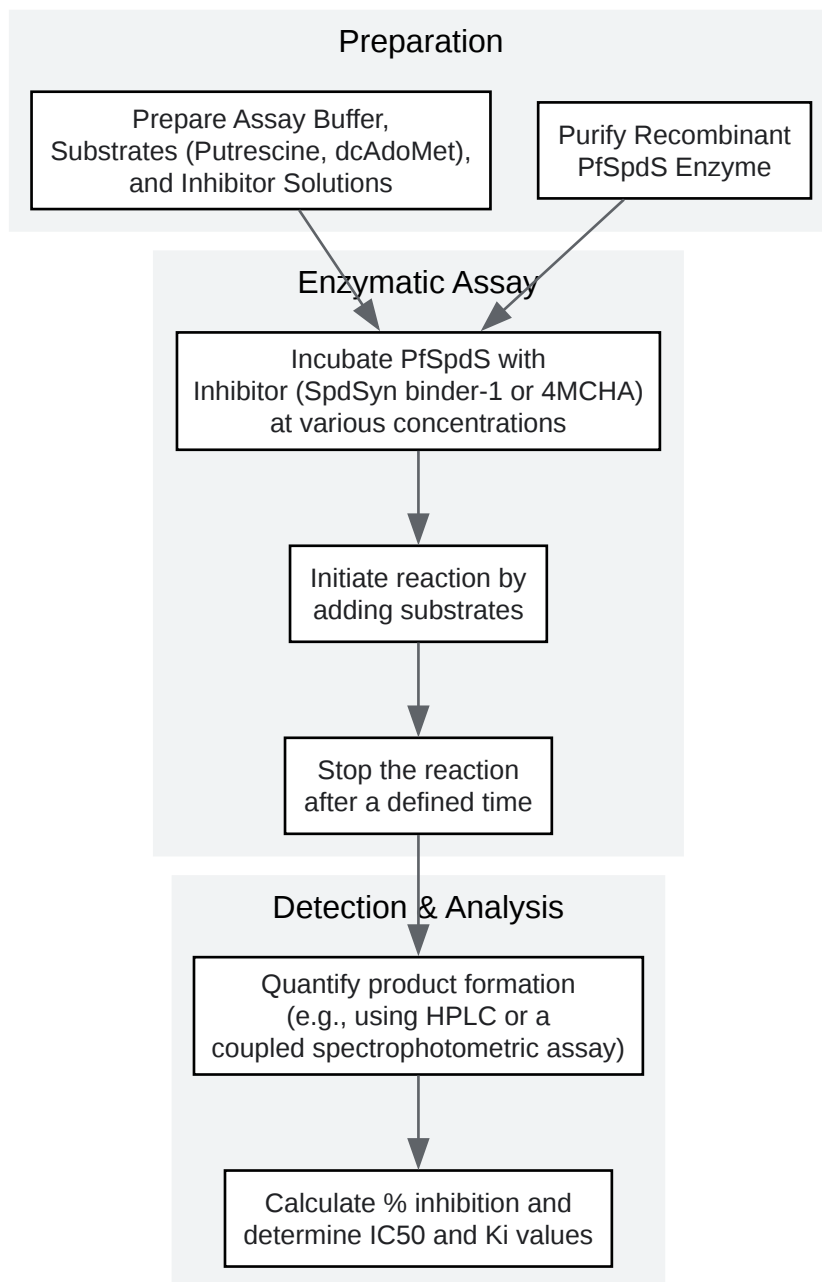 Preparation
Prepare Assay Buffer,
Substrates (Putrescine, dcAdoMet),
and Inhibitor Solutions
Purify Recombinant
PfSpdS Enzyme
Enzymatic Assay
Incubate PfSpdS with
Inhibitor (SpdSyn binder-1 or 4MCHA)
at various concentrations
Initiate reaction by
adding substrates
Stop the reaction
after a defined time
Detection & Analysis
Quantify product formation
(e.g., using HPLC or a
coupled spectrophotometric assay)
Calculate % inhibition and
determine IC50 and Ki values